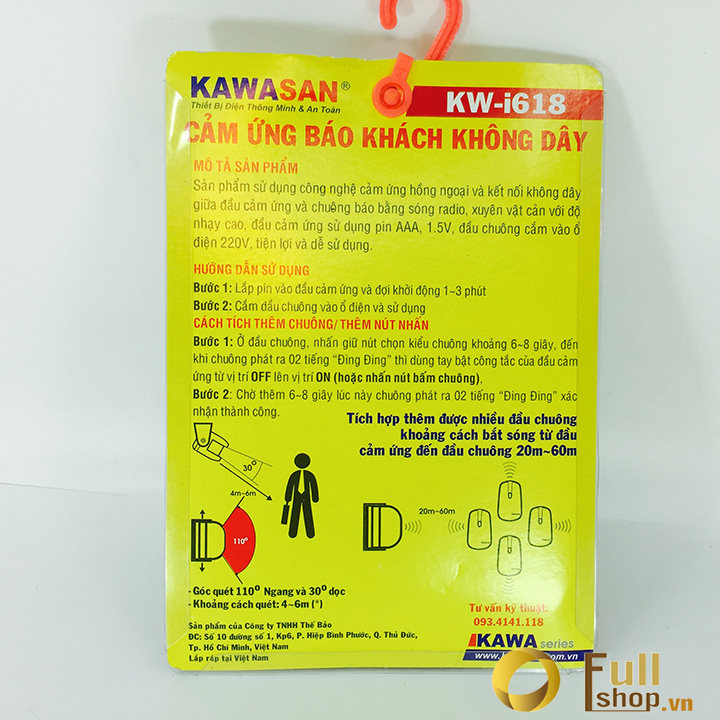 KAWASAN®
Thiết Bị Điện Thông Minh & An Toàn
KW-i618
CẢM ỨNG BÁO KHÁCH KHÔNG DÂY
MÔ TẢ SẢN PHẨM
Sản phẩm sử dụng công nghệ cảm ứng hồng ngoại và kết nối không dây
giữa đầu cảm ứng và chuông báo bằng sóng radio, xuyên vật cản với độ
nhạy cao, đầu cảm ứng sử dụng pin AAA, 1.5V, đầu chuông cắm vào ổ
điện 220V, tiện lợi và dễ sử dụng.
HƯỚNG DẪN SỬ DỤNG
Bước 1: Lắp pin vào đầu cảm ứng và đợi khởi động 1~3 phút
Bước 2: Cắm dầu chuông vào ổ điện và sử dụng
CÁCH TÍCH THÊM CHUÔNG/ THÊM NÚT NHẤN
Bước 1: Ở đầu chuông, nhấn giữ nút chọn kiểu chuông khoảng 6~8 giây, đến
khi chuông phát ra 02 tiếng "Đing Đing" thì dùng tay bật công tắc của đầu cảm
ứng từ vị trí OFF lên vị trí ON (hoặc nhấn nút bấm chuông).
Bước 2: Chờ thêm 6~8 giây lúc này chuông phát ra 02 tiếng "Đing Đing" xác
nhận thành công.
Tích hợp thêm được nhiều đầu chuông
khoảng cách bắt sóng từ đầu
cảm ứng đến đầu chuông 20m~60m
30°
4m~6m
110°
20m~60m
- Góc quét 110⁰ Ngang và 30⁰ dọc
- Khoảng cách quét: 4~6m (*)
Sản phẩm của Công ty TNHH Thế Bảo
ĐC: Số 10 đường số 1, Kp6, P. Hiệp Bình Phước, Q. Thủ Đức,
Tp. Hồ Chí Minh, Việt Nam
Lắp ráp tại Việt Nam
Tư vấn kỹ thuật:
093.4141.118
KAWA series
Full
shop.vn